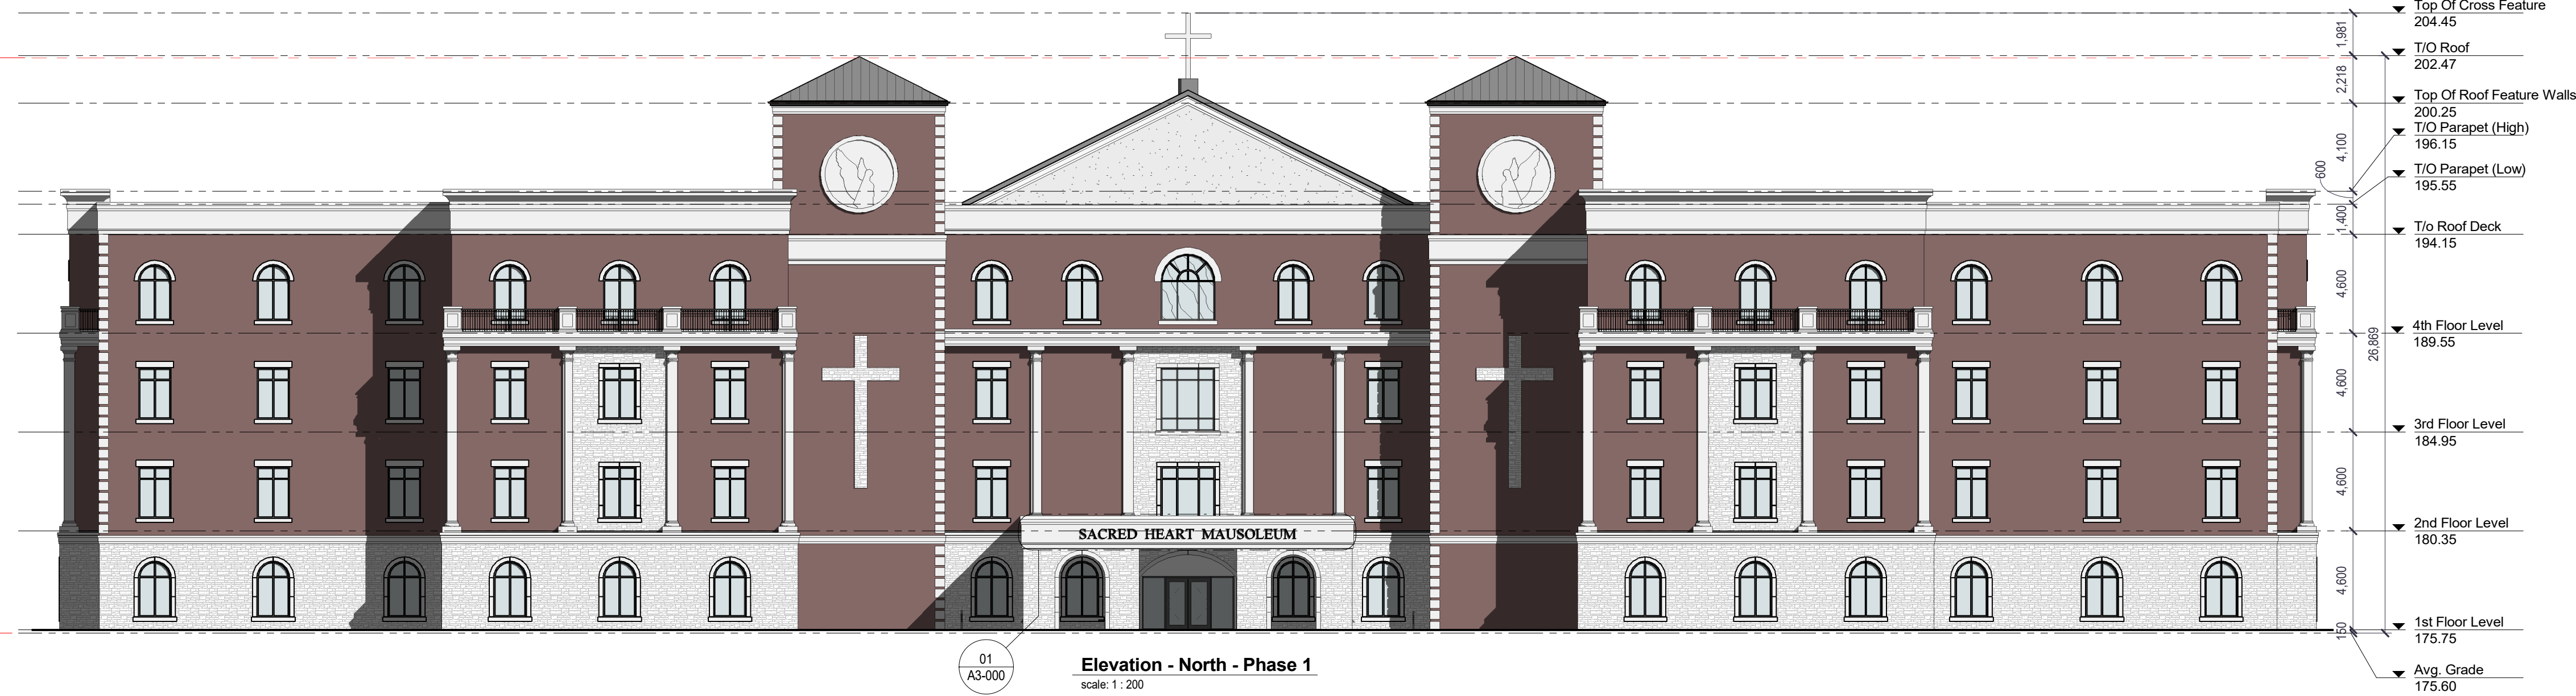 Top Of Cross Feature
204.45
1,981
T/O Roof
202.47
2,218
Top Of Roof Feature Walls
200.25
T/O Parapet (High)
196.15
4,100
600
T/O Parapet (Low)
195.55
1,400
T/o Roof Deck
194.15
4,600
4th Floor Level
189.55
26,869
4,600
3rd Floor Level
184.95
4,600
2nd Floor Level
180.35
SACRED HEART MAUSOLEUM
4,600
1st Floor Level
175.75
150
Avg. Grade
175.60
01
A3-000
Elevation - North - Phase 1
scale: 1 : 200